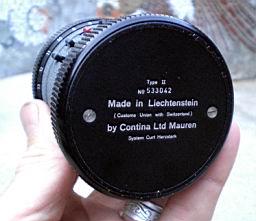 Type II
No 533042
Made in Liechtenstein
( Customs Union with Switzerland )
by Contina Ltd Mauren
System Curt Herzstark